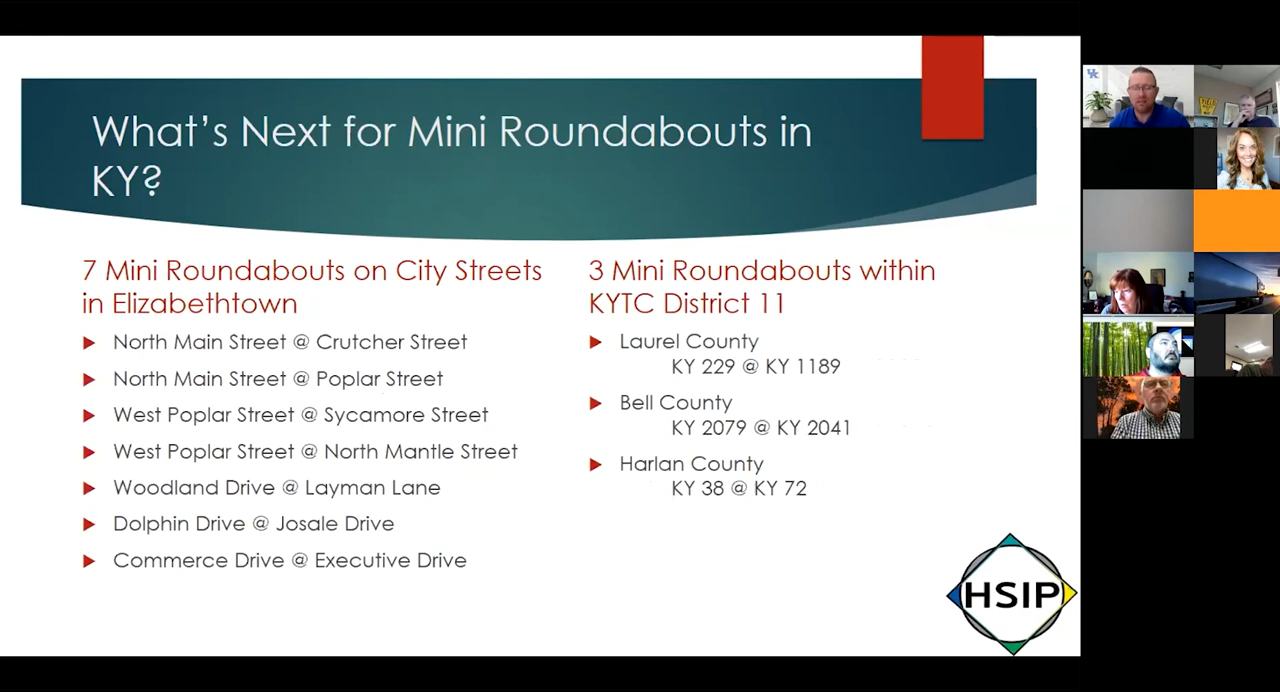 What's Next for Mini Roundabouts in
KY?
7 Mini Roundabouts on City Streets
in Elizabethtown
North Main Street @ Crutcher Street
North Main Street @ Poplar Street
West Poplar Street @ Sycamore Street
West Poplar Street @ North Mantle Street
Woodland Drive @ Layman Lane
Dolphin Drive @ Josale Drive
Commerce Drive @ Executive Drive
3 Mini Roundabouts within
KYTC District 11
Laurel County
KY 229 @ KY 1189
Bell County
KY 2079 @ KY 2041
Harlan County
KY 38 @ KY 72
HSIP
UK